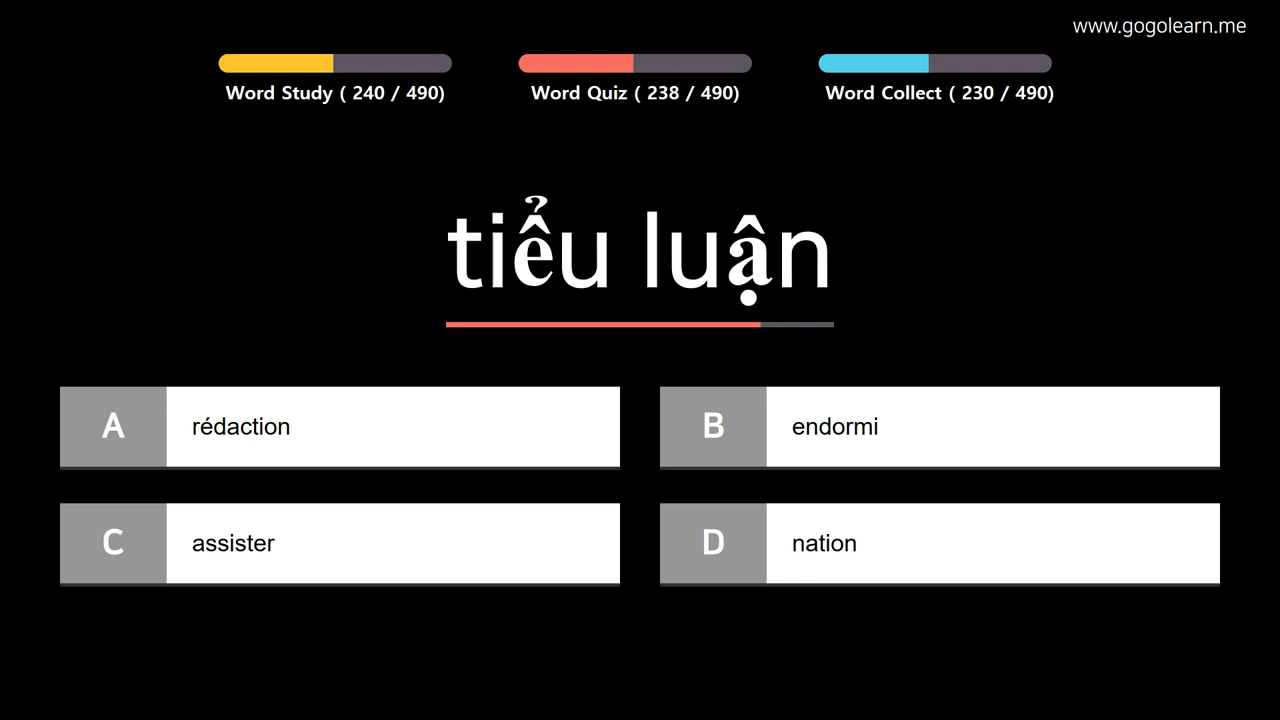 www.gogolearn.me
Word Study ( 240 / 490)
Word Quiz ( 238 / 490)
Word Collect ( 230 / 490)
tiểu luận
A
rédaction
B
endormi
C
assister
D
nation